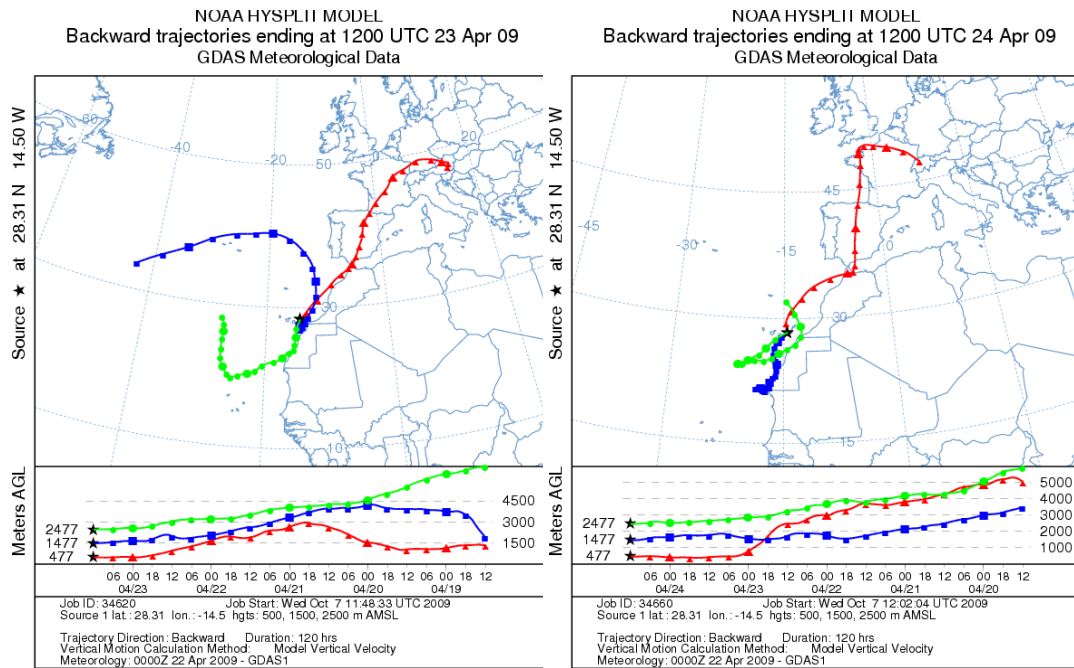 NOAA HYSPLIT MODEL
Backward trajectories ending at 1200 UTC 23 Apr 09
GDAS Meteorological Data
Source ★ at 28.31 N 14.50 W
60
-40
-20
50
20
30
10
Meters AGL
4500
3000
1500
2477
1477
477
06 00 18 12 06 00 18 12 06 00 18 12 06 00 18 12 06 00 18 12
04/23 04/22 04/21 04/20 04/19
Job ID: 34620 Job Start: Wed Oct 7 11:48:33 UTC 2009
Source 1 lat.: 28.31 lon.: -14.5 hgts: 500, 1500, 2500 m AMSL
Trajectory Direction: Backward Duration: 120 hrs
Vertical Motion Calculation Method: Model Vertical Velocity
Meteorology: 0000Z 22 Apr 2009 - GDAS1
NOAA HYSPLIT MODEL
Backward trajectories ending at 1200 UTC 24 Apr 09
GDAS Meteorological Data
Source ★ at 28.31 N 14.50 W
-45
-30
-15
45
0
15
30
15
Meters AGL
5000
4000
3000
2000
1000
2477
1477
477
06 00 18 12 06 00 18 12 06 00 18 12 06 00 18 12 06 00 18 12
04/24 04/23 04/22 04/21 04/20
Job ID: 34660 Job Start: Wed Oct 7 12:02:04 UTC 2009
Source 1 lat.: 28.31 lon.: -14.5 hgts: 500, 1500, 2500 m AMSL
Trajectory Direction: Backward Duration: 120 hrs
Vertical Motion Calculation Method: Model Vertical Velocity
Meteorology: 0000Z 22 Apr 2009 - GDAS1